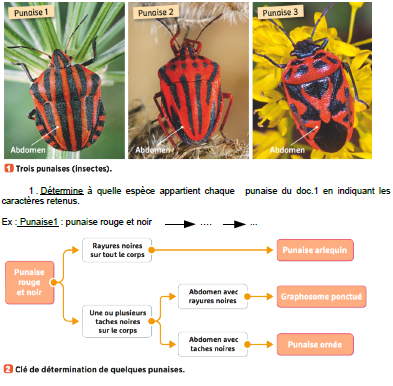 Punaise 1
Punaise 2
Punaise 3
Abdomen
Abdomen
Abdomen
1 Trois punaises (insectes).
1. Détermine à quelle espèce appartient chaque punaise du doc.1 en indiquant les
caractères retenus.
Ex : Punaise1 : punaise rouge et noir .... ...
Punaise
rouge
et noir
Rayures noires
sur tout le corps
Punaise arlequin
Une ou plusieurs
taches noires
sur le corps
Abdomen avec
rayures noires
Graphosome ponctué
Abdomen avec
taches noires
Punaise ornée
2 Clé de détermination de quelques punaises.